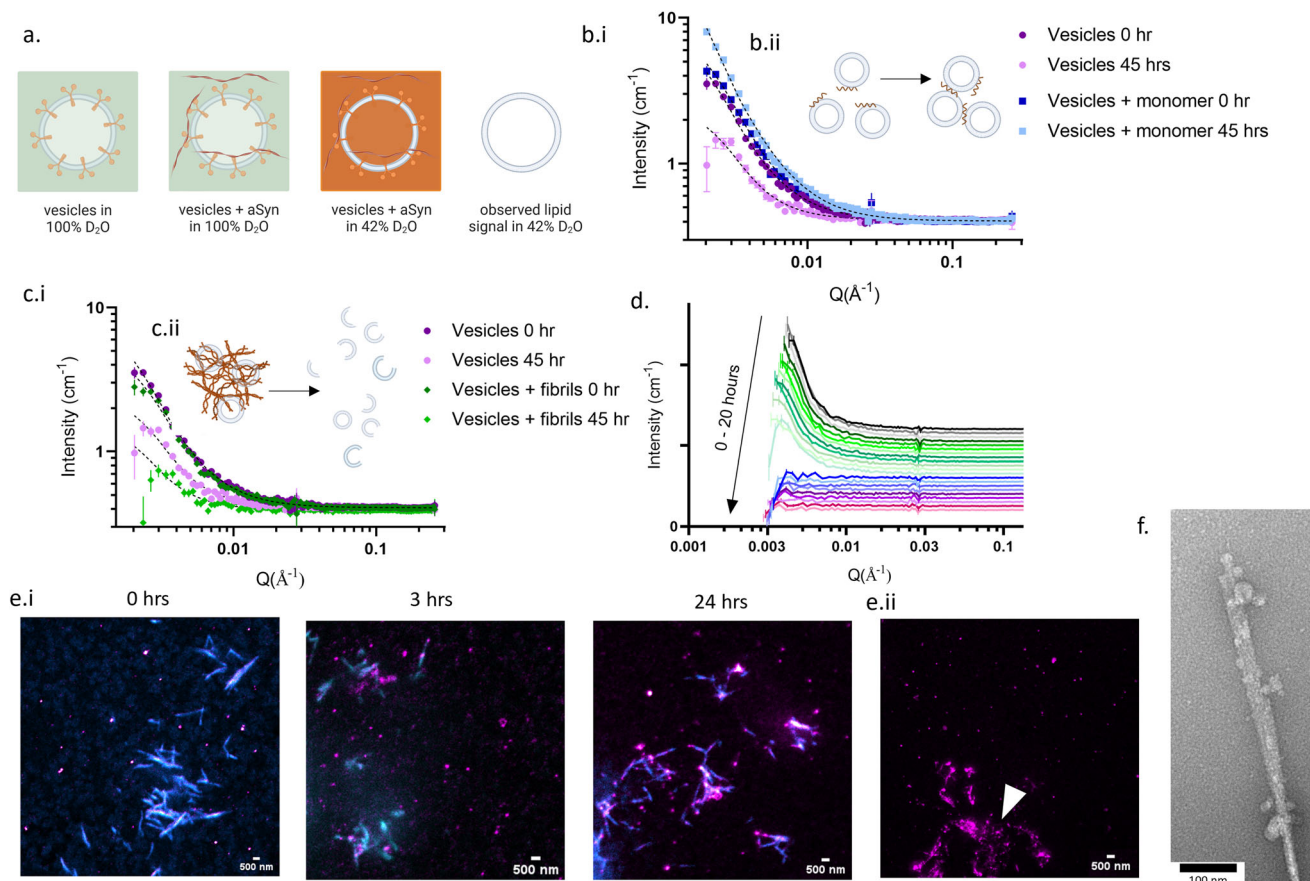 a.
vesicles in
100% D₂O
vesicles + aSyn
in 100% D₂O
vesicles + aSyn
in 42% D₂O
observed lipid
signal in 42% D₂O
b.i
b.ii
10
1
Intensity (cm⁻¹)
0.01
0.1
Q(Å⁻¹)
Vesicles 0 hr
Vesicles 45 hrs
Vesicles + monomer 0 hr
Vesicles + monomer 45 hrs
c.i
c.ii
10
1
Intensity (cm⁻¹)
0.01
0.1
Q(Å⁻¹)
Vesicles 0 hr
Vesicles 45 hr
Vesicles + fibrils 0 hr
Vesicles + fibrils 45 hr
d.
Intensity (cm⁻¹)
0 - 20 hours
0
0.001
0.003
0.01
0.03
0.1
Q(Å⁻¹)
e.i
0 hrs
3 hrs
24 hrs
e.ii
500 nm
500 nm
500 nm
500 nm
f.
100 nm